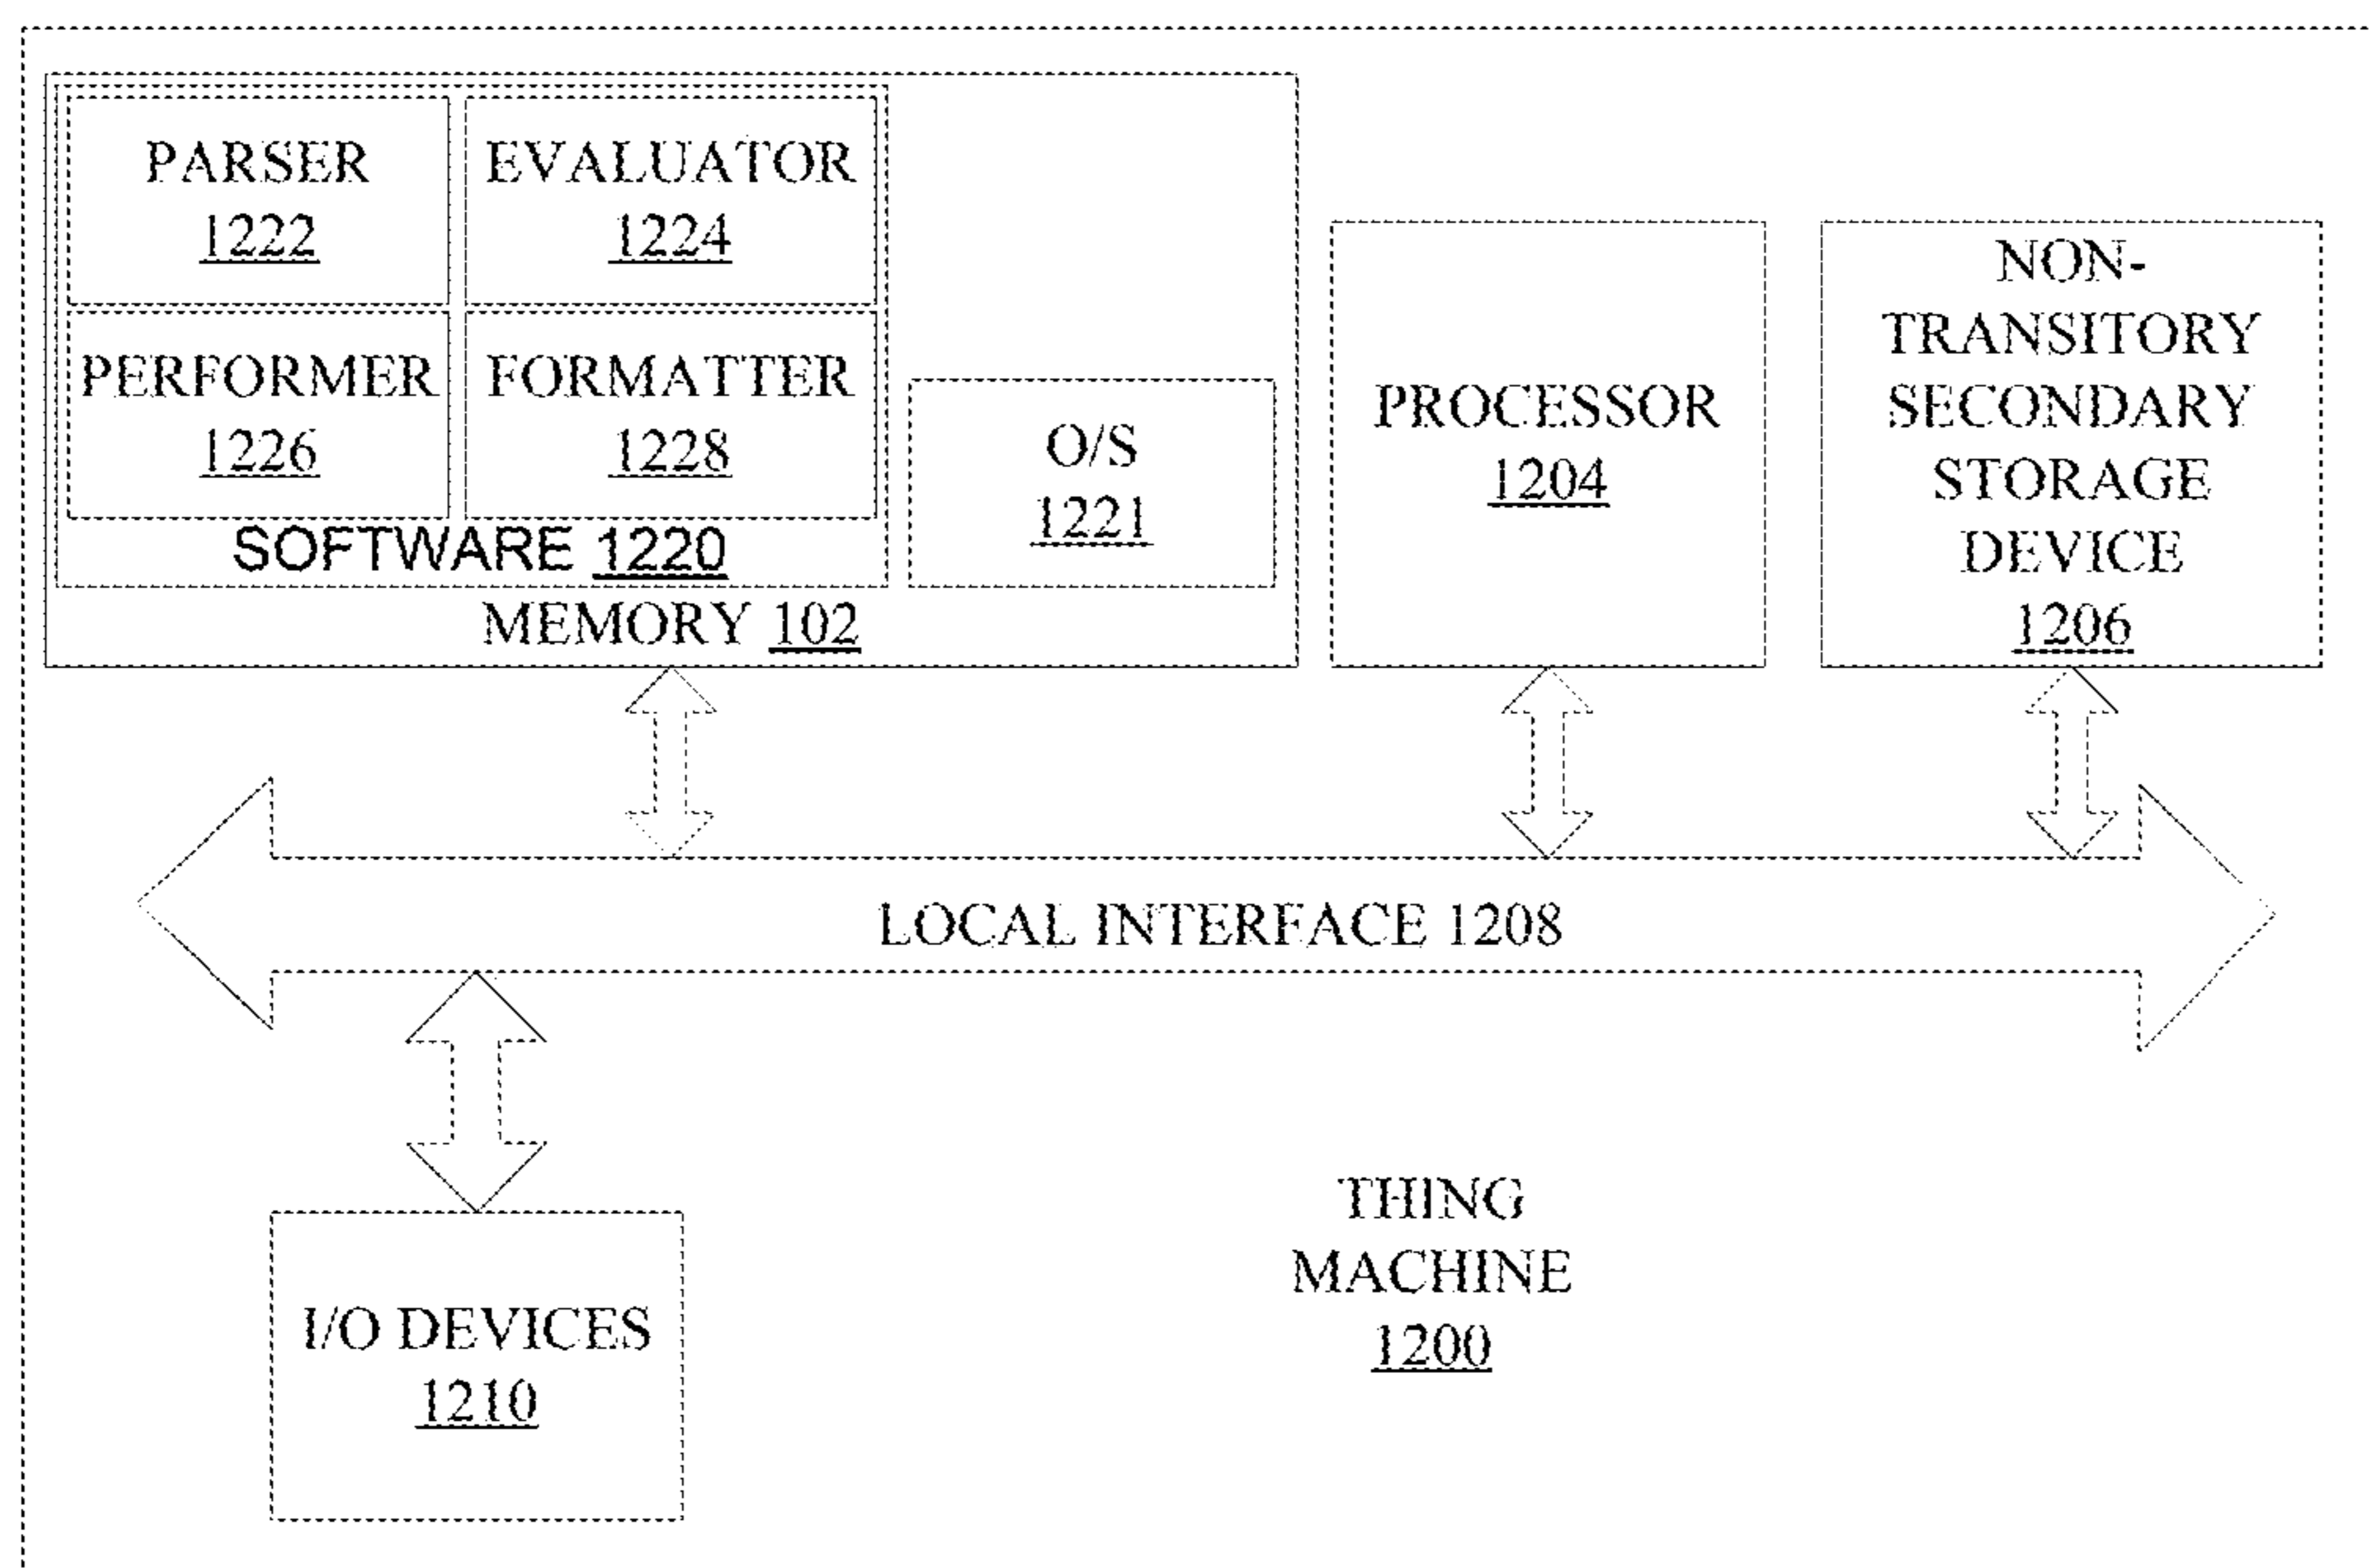 PARSER
1222
EVALUATOR
1224
PERFORMER
1226
FORMATTER
1228
SOFTWARE 1220
O/S
1221
MEMORY 102
PROCESSOR
1204
NON-
TRANSITORY
SECONDARY
STORAGE
DEVICE
1206
LOCAL INTERFACE 1208
I/O DEVICES
1210
THING
MACHINE
1200